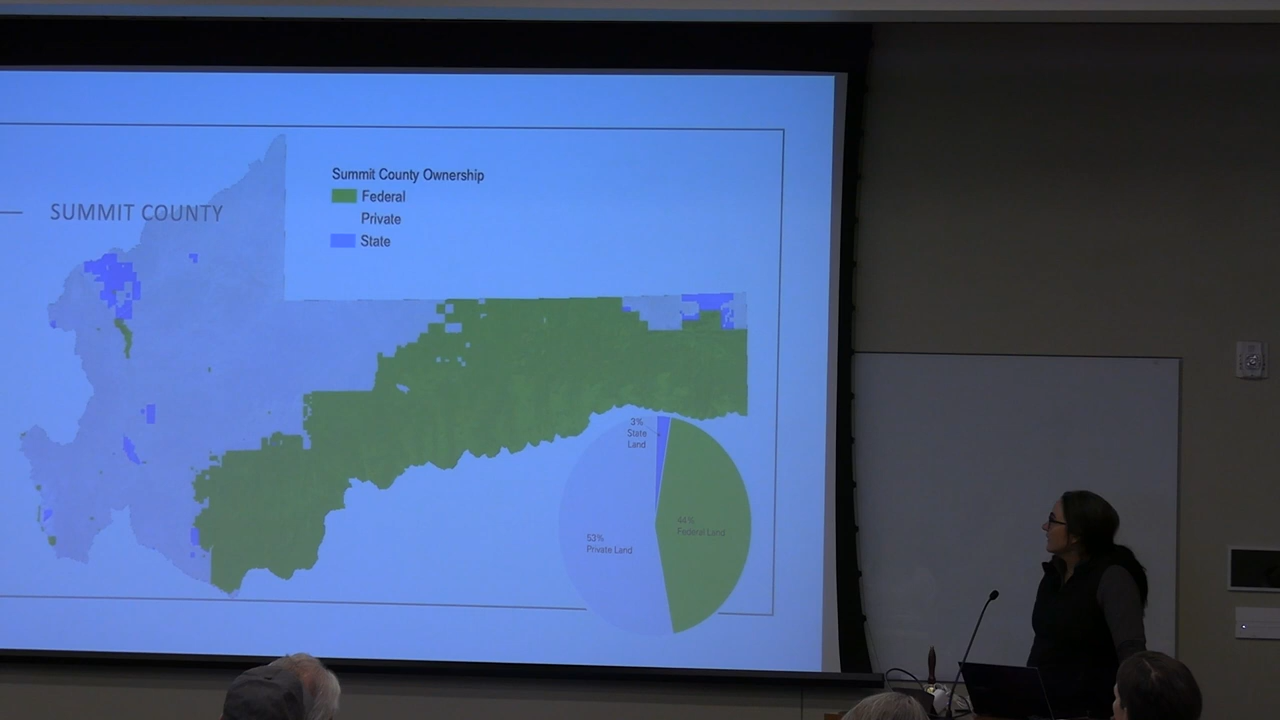 SUMMIT COUNTY
Summit County Ownership
Federal
Private
State
3%
State
Land
44%
Federal Land
53%
Private Land